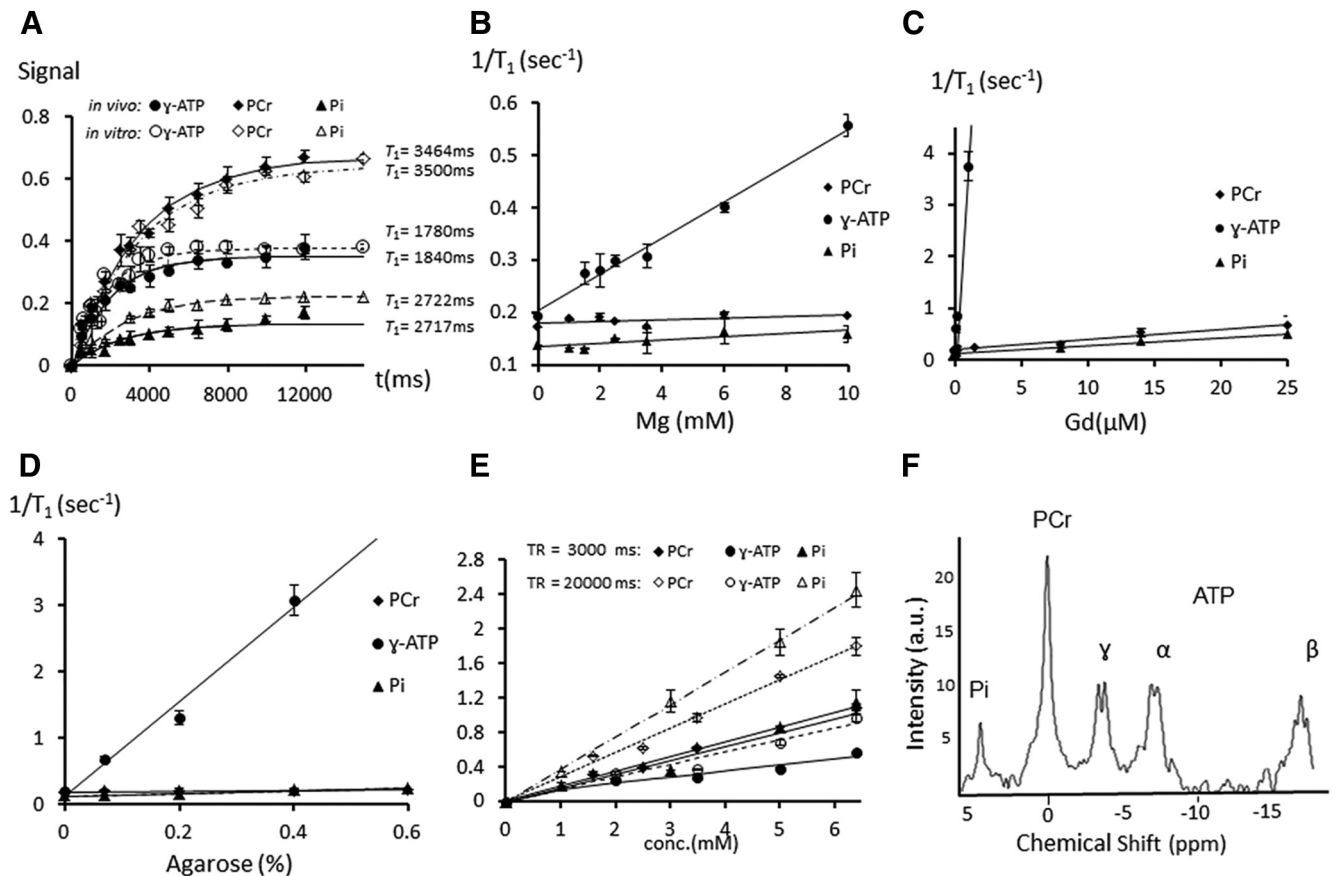 A
Signal
in vivo: ɣ-ATP PCr Pi
in vitro: ɣ-ATP PCr Pi
0.8
0.6
0.4
0.2
0
T1= 3464ms
T1= 3500ms
T1= 1780ms
T1= 1840ms
T1= 2722ms
T1= 2717ms
0 4000 8000 12000
t(ms)
B
1/T1 (sec-1)
0.6
0.5
0.4
0.3
0.2
0.1
PCr
ɣ-ATP
Pi
0 2 4 6 8 10
Mg (mM)
C
1/T1 (sec-1)
4
3
2
1
0
PCr
ɣ-ATP
Pi
0 5 10 15 20 25
Gd(µM)
D
1/T1 (sec-1)
4
3
2
1
0
PCr
ɣ-ATP
Pi
0 0.2 0.4 0.6
Agarose (%)
E
TR = 3000 ms: PCr ɣ-ATP Pi
TR = 20000 ms: PCr ɣ-ATP Pi
2.8
2.4
2
1.6
1.2
0.8
0.4
0
0 1 2 3 4 5 6
conc.(mM)
F
PCr
ATP
Pi
ɣ
α
β
Intensity (a.u.)
20
15
10
5
5 0 -5 -10 -15
Chemical Shift (ppm)